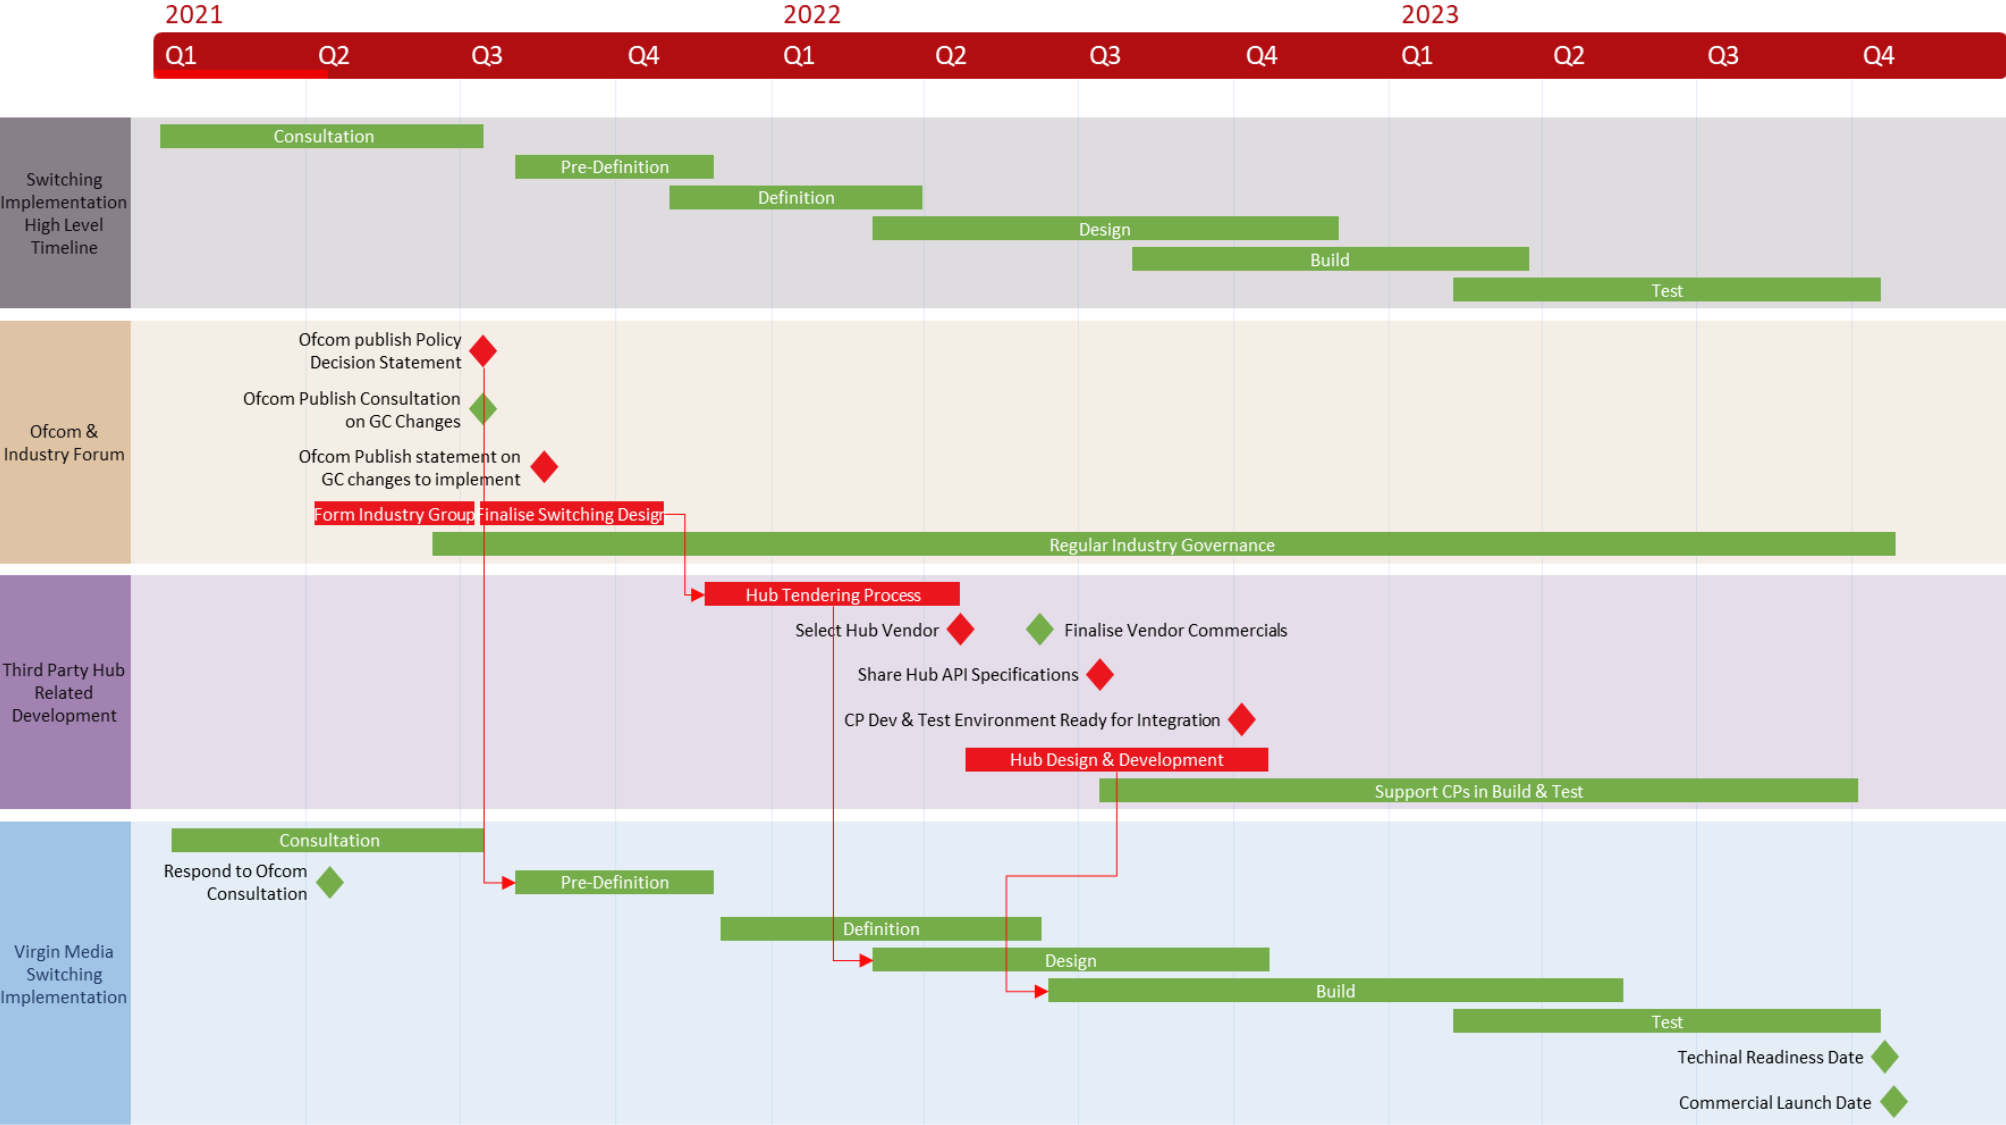 2021 2022 2023
Q1 Q2 Q3 Q4 Q1 Q2 Q3 Q4 Q1 Q2 Q3 Q4
Switching
Implementation
High Level
Timeline
Consultation
Pre-Definition
Definition
Design
Build
Test
Ofcom &
Industry Forum
Ofcom publish Policy
Decision Statement
Ofcom Publish Consultation
on GC Changes
Ofcom Publish statement on
GC changes to implement
Form Industry Group
Finalise Switching Design
Regular Industry Governance
Third Party Hub
Related
Development
Hub Tendering Process
Select Hub Vendor
Finalise Vendor Commercials
Share Hub API Specifications
CP Dev & Test Environment Ready for Integration
Hub Design & Development
Support CPs in Build & Test
Virgin Media
Switching
Implementation
Consultation
Respond to Ofcom
Consultation
Pre-Definition
Definition
Design
Build
Test
Techinal Readiness Date
Commercial Launch Date